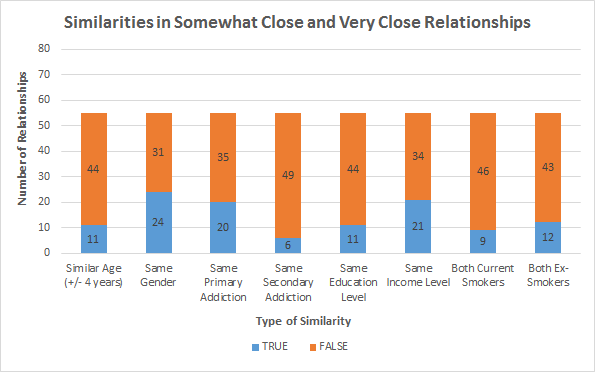 Similarities in Somewhat Close and Very Close Relationships
Number of Relationships
80
70
60
50
40
30
20
10
0
44
31
35
49
44
34
46
43
11
24
20
6
11
21
9
12
Similar Age
(+/- 4 years)
Same
Gender
Same
Primary
Addiction
Same
Secondary
Addiction
Same
Education
Level
Same
Income Level
Both Current
Smokers
Both Ex-
Smokers
Type of Similarity
TRUE
FALSE